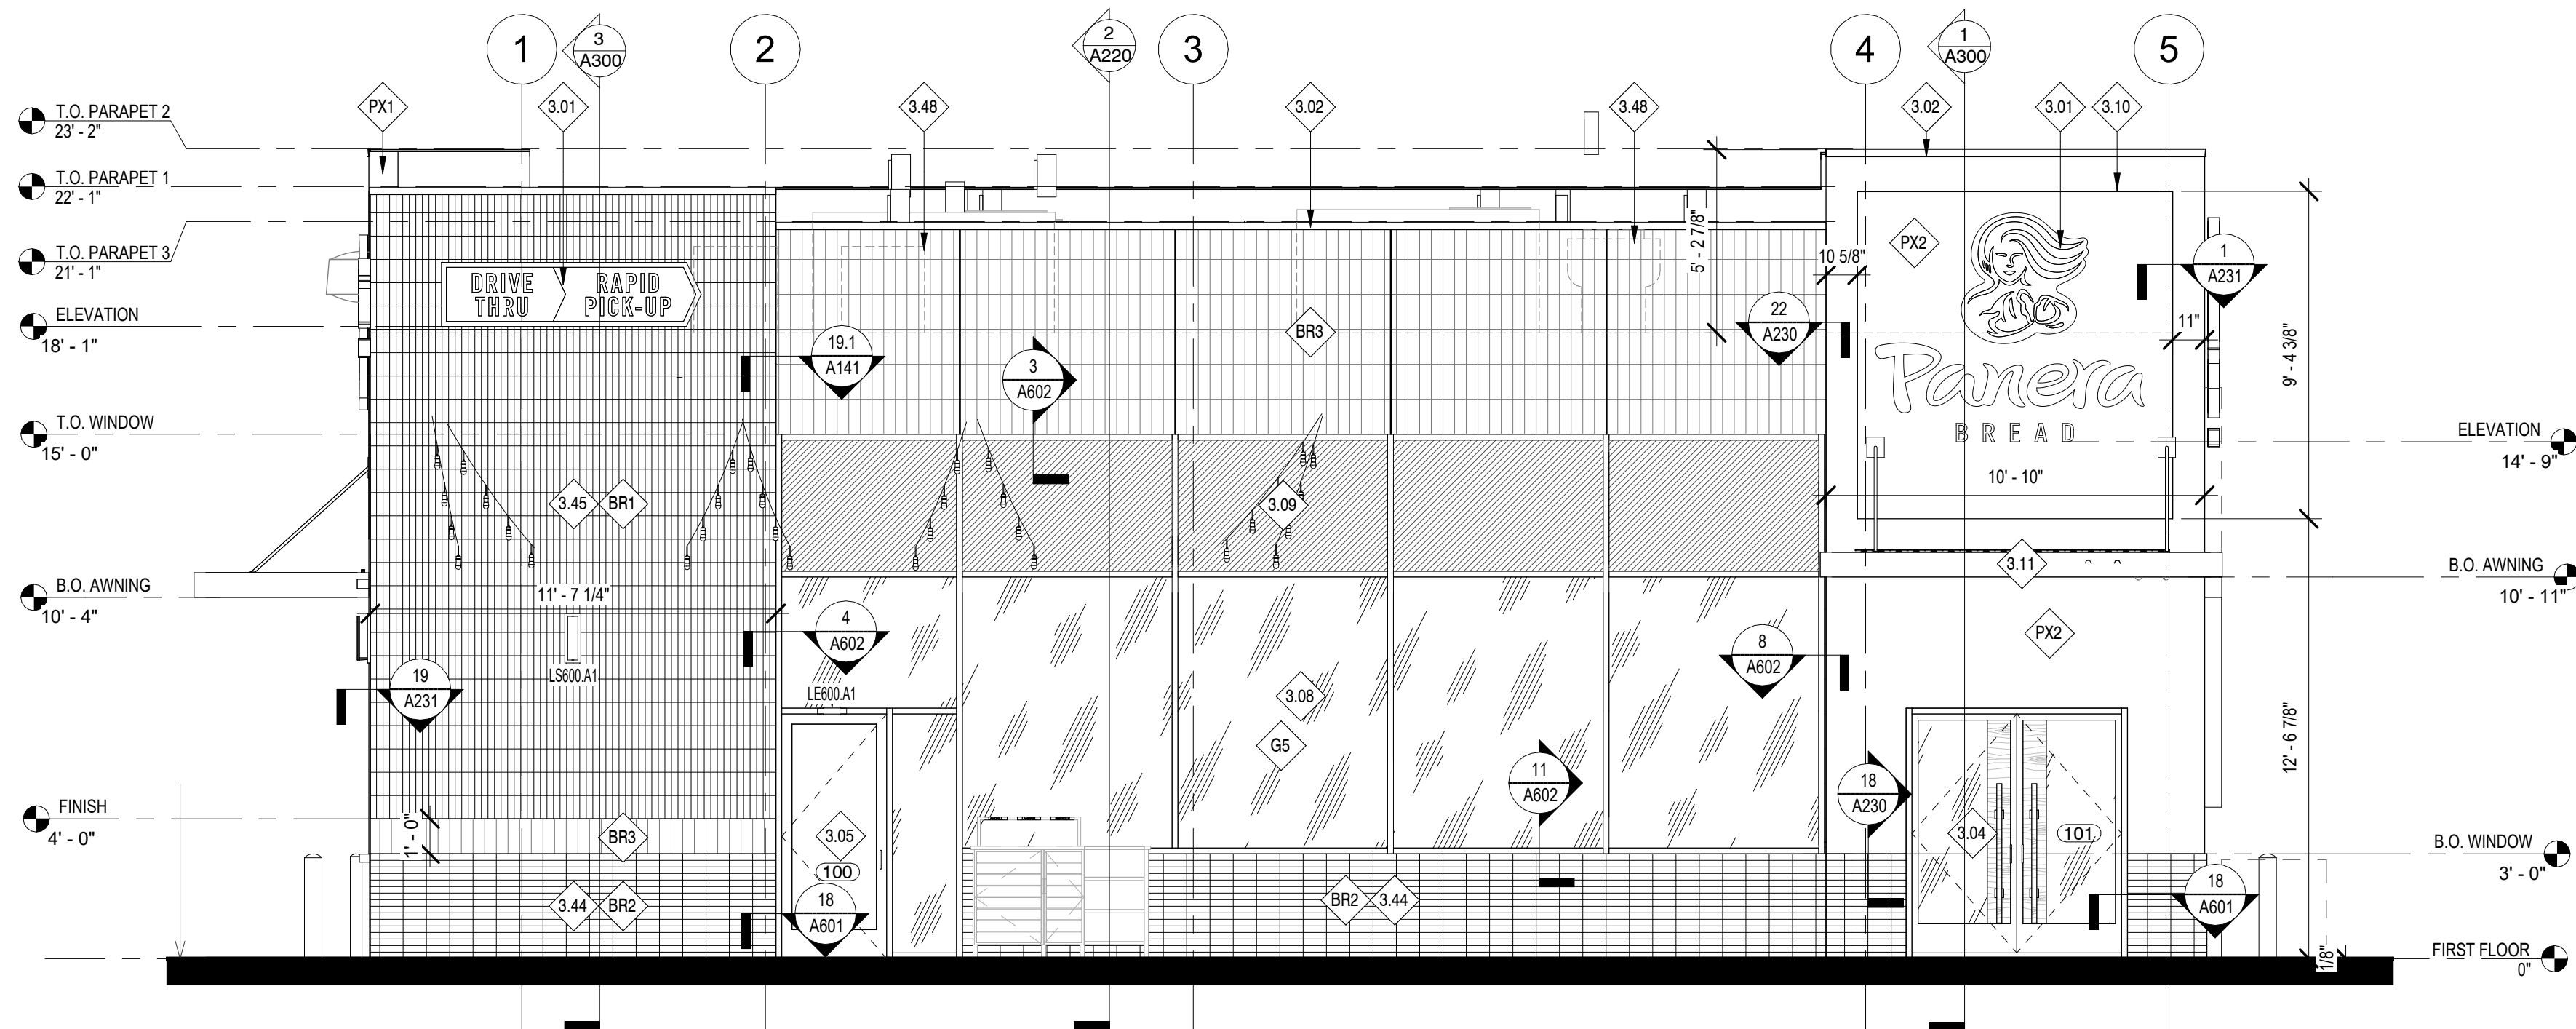 1
3
A300
2
2
A220
3
4
1
A300
5
T.O. PARAPET 2
23' - 2"
PX1
3.01
3.48
3.02
3.48
3.02
3.01
3.10
T.O. PARAPET 1
22' - 1"
T.O. PARAPET 3
21' - 1"
ELEVATION
18' - 1"
T.O. WINDOW
15' - 0"
B.O. AWNING
10' - 4"
FINISH
4' - 0"
DRIVE
THRU
RAPID
PICK-UP
5' - 2 7/8"
10 5/8"
PX2
1
A231
11"
9' - 4 3/8"
BR3
22
A230
19.1
A141
3
A602
Panera
BREAD
ELEVATION
14' - 9"
10' - 10"
3.45
BR1
3.09
3.11
B.O. AWNING
10' - 11"
11' - 7 1/4"
LS600.A1
4
A602
LE600.A1
8
A602
PX2
19
A231
3.08
G5
12' - 6 7/8"
11
A602
18
A230
1' - 0"
BR3
3.05
100
3.04
101
B.O. WINDOW
3' - 0"
3.44
BR2
18
A601
BR2
3.44
18
A601
FIRST FLOOR
0"
1/8"